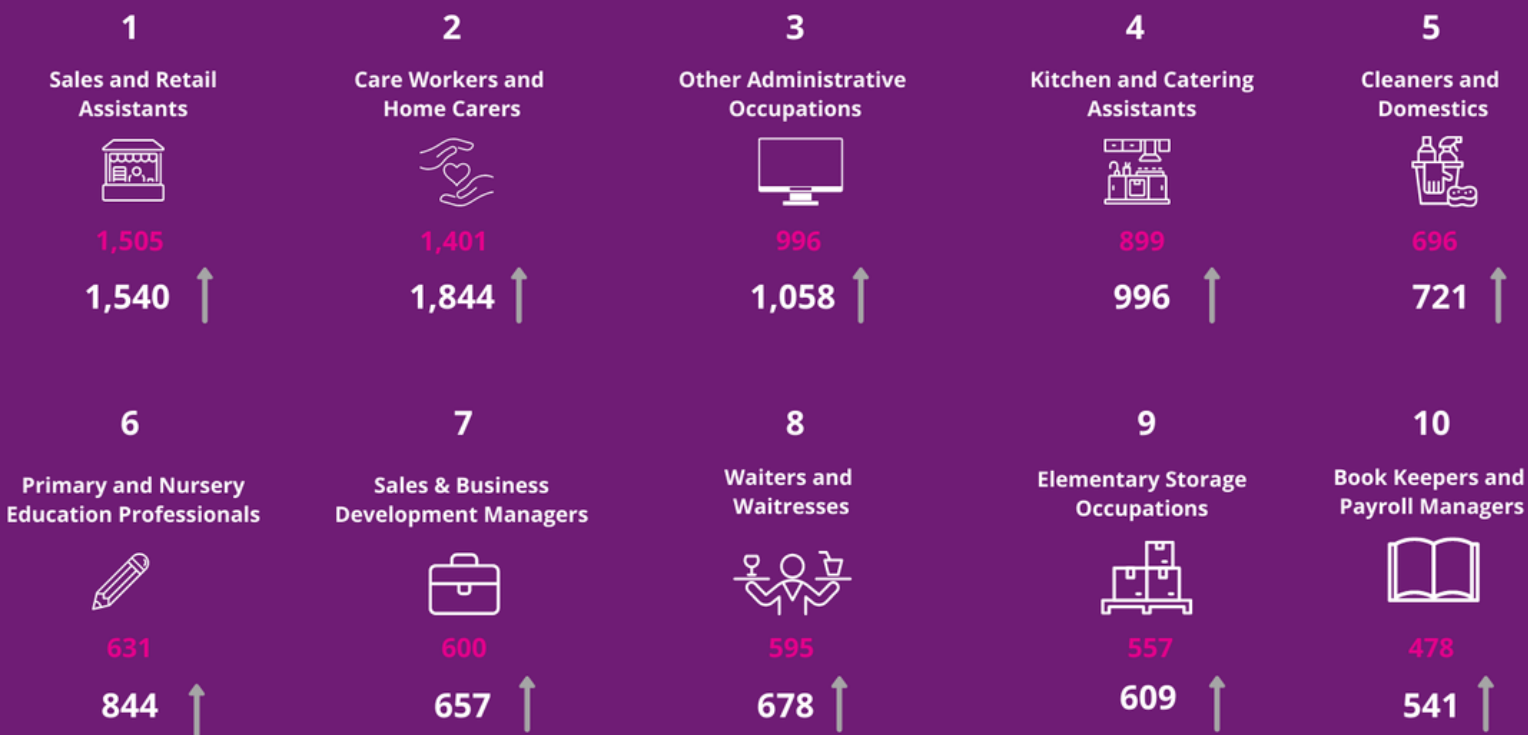 1
Sales and Retail
Assistants
1,505
1,540
2
Care Workers and
Home Carers
1,401
1,844
3
Other Administrative
Occupations
996
1,058
4
Kitchen and Catering
Assistants
899
996
5
Cleaners and
Domestics
696
721
6
Primary and Nursery
Education Professionals
631
844
7
Sales & Business
Development Managers
600
657
8
Waiters and
Waitresses
595
678
9
Elementary Storage
Occupations
557
609
10
Book Keepers and
Payroll Managers
478
541